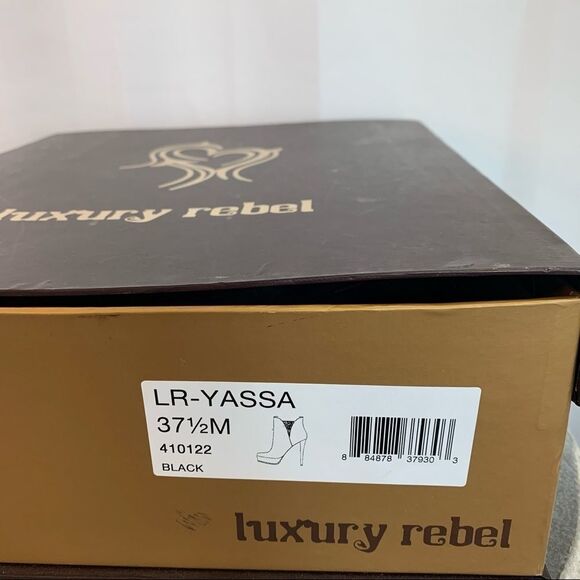 luxury rebel
LR-YASSA
37½M
410122
BLACK
8 84878 37930 3
luxury rebel